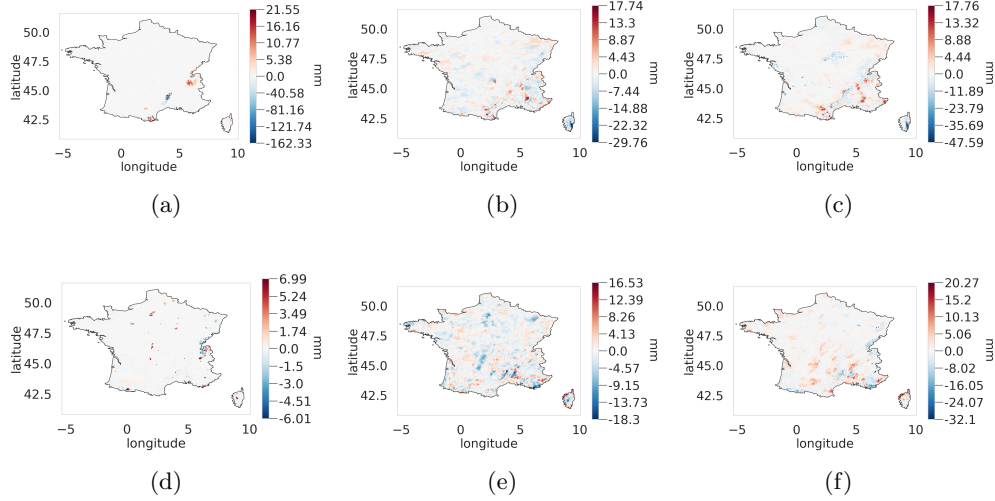 21.55
16.16
10.77
5.38
0.0
-40.58
-81.16
-121.74
-162.33
mm
50.0
47.5
45.0
42.5
latitude
−5 0 5 10
longitude
(a)
17.74
13.3
8.87
4.43
0.0
-7.44
-14.88
-22.32
-29.76
mm
50.0
47.5
45.0
42.5
latitude
−5 0 5 10
longitude
(b)
17.76
13.32
8.88
4.44
0.0
-11.89
-23.79
-35.69
-47.59
mm
50.0
47.5
45.0
42.5
latitude
−5 0 5 10
longitude
(c)
6.99
5.24
3.49
1.74
0.0
-1.5
-3.0
-4.51
-6.01
mm
50.0
47.5
45.0
42.5
latitude
−5 0 5 10
longitude
(d)
16.53
12.39
8.26
4.13
0.0
-4.57
-9.15
-13.73
-18.3
mm
50.0
47.5
45.0
42.5
latitude
−5 0 5 10
longitude
(e)
20.27
15.2
10.13
5.06
0.0
-8.02
-16.05
-24.07
-32.1
mm
50.0
47.5
45.0
42.5
latitude
−5 0 5 10
longitude
(f)